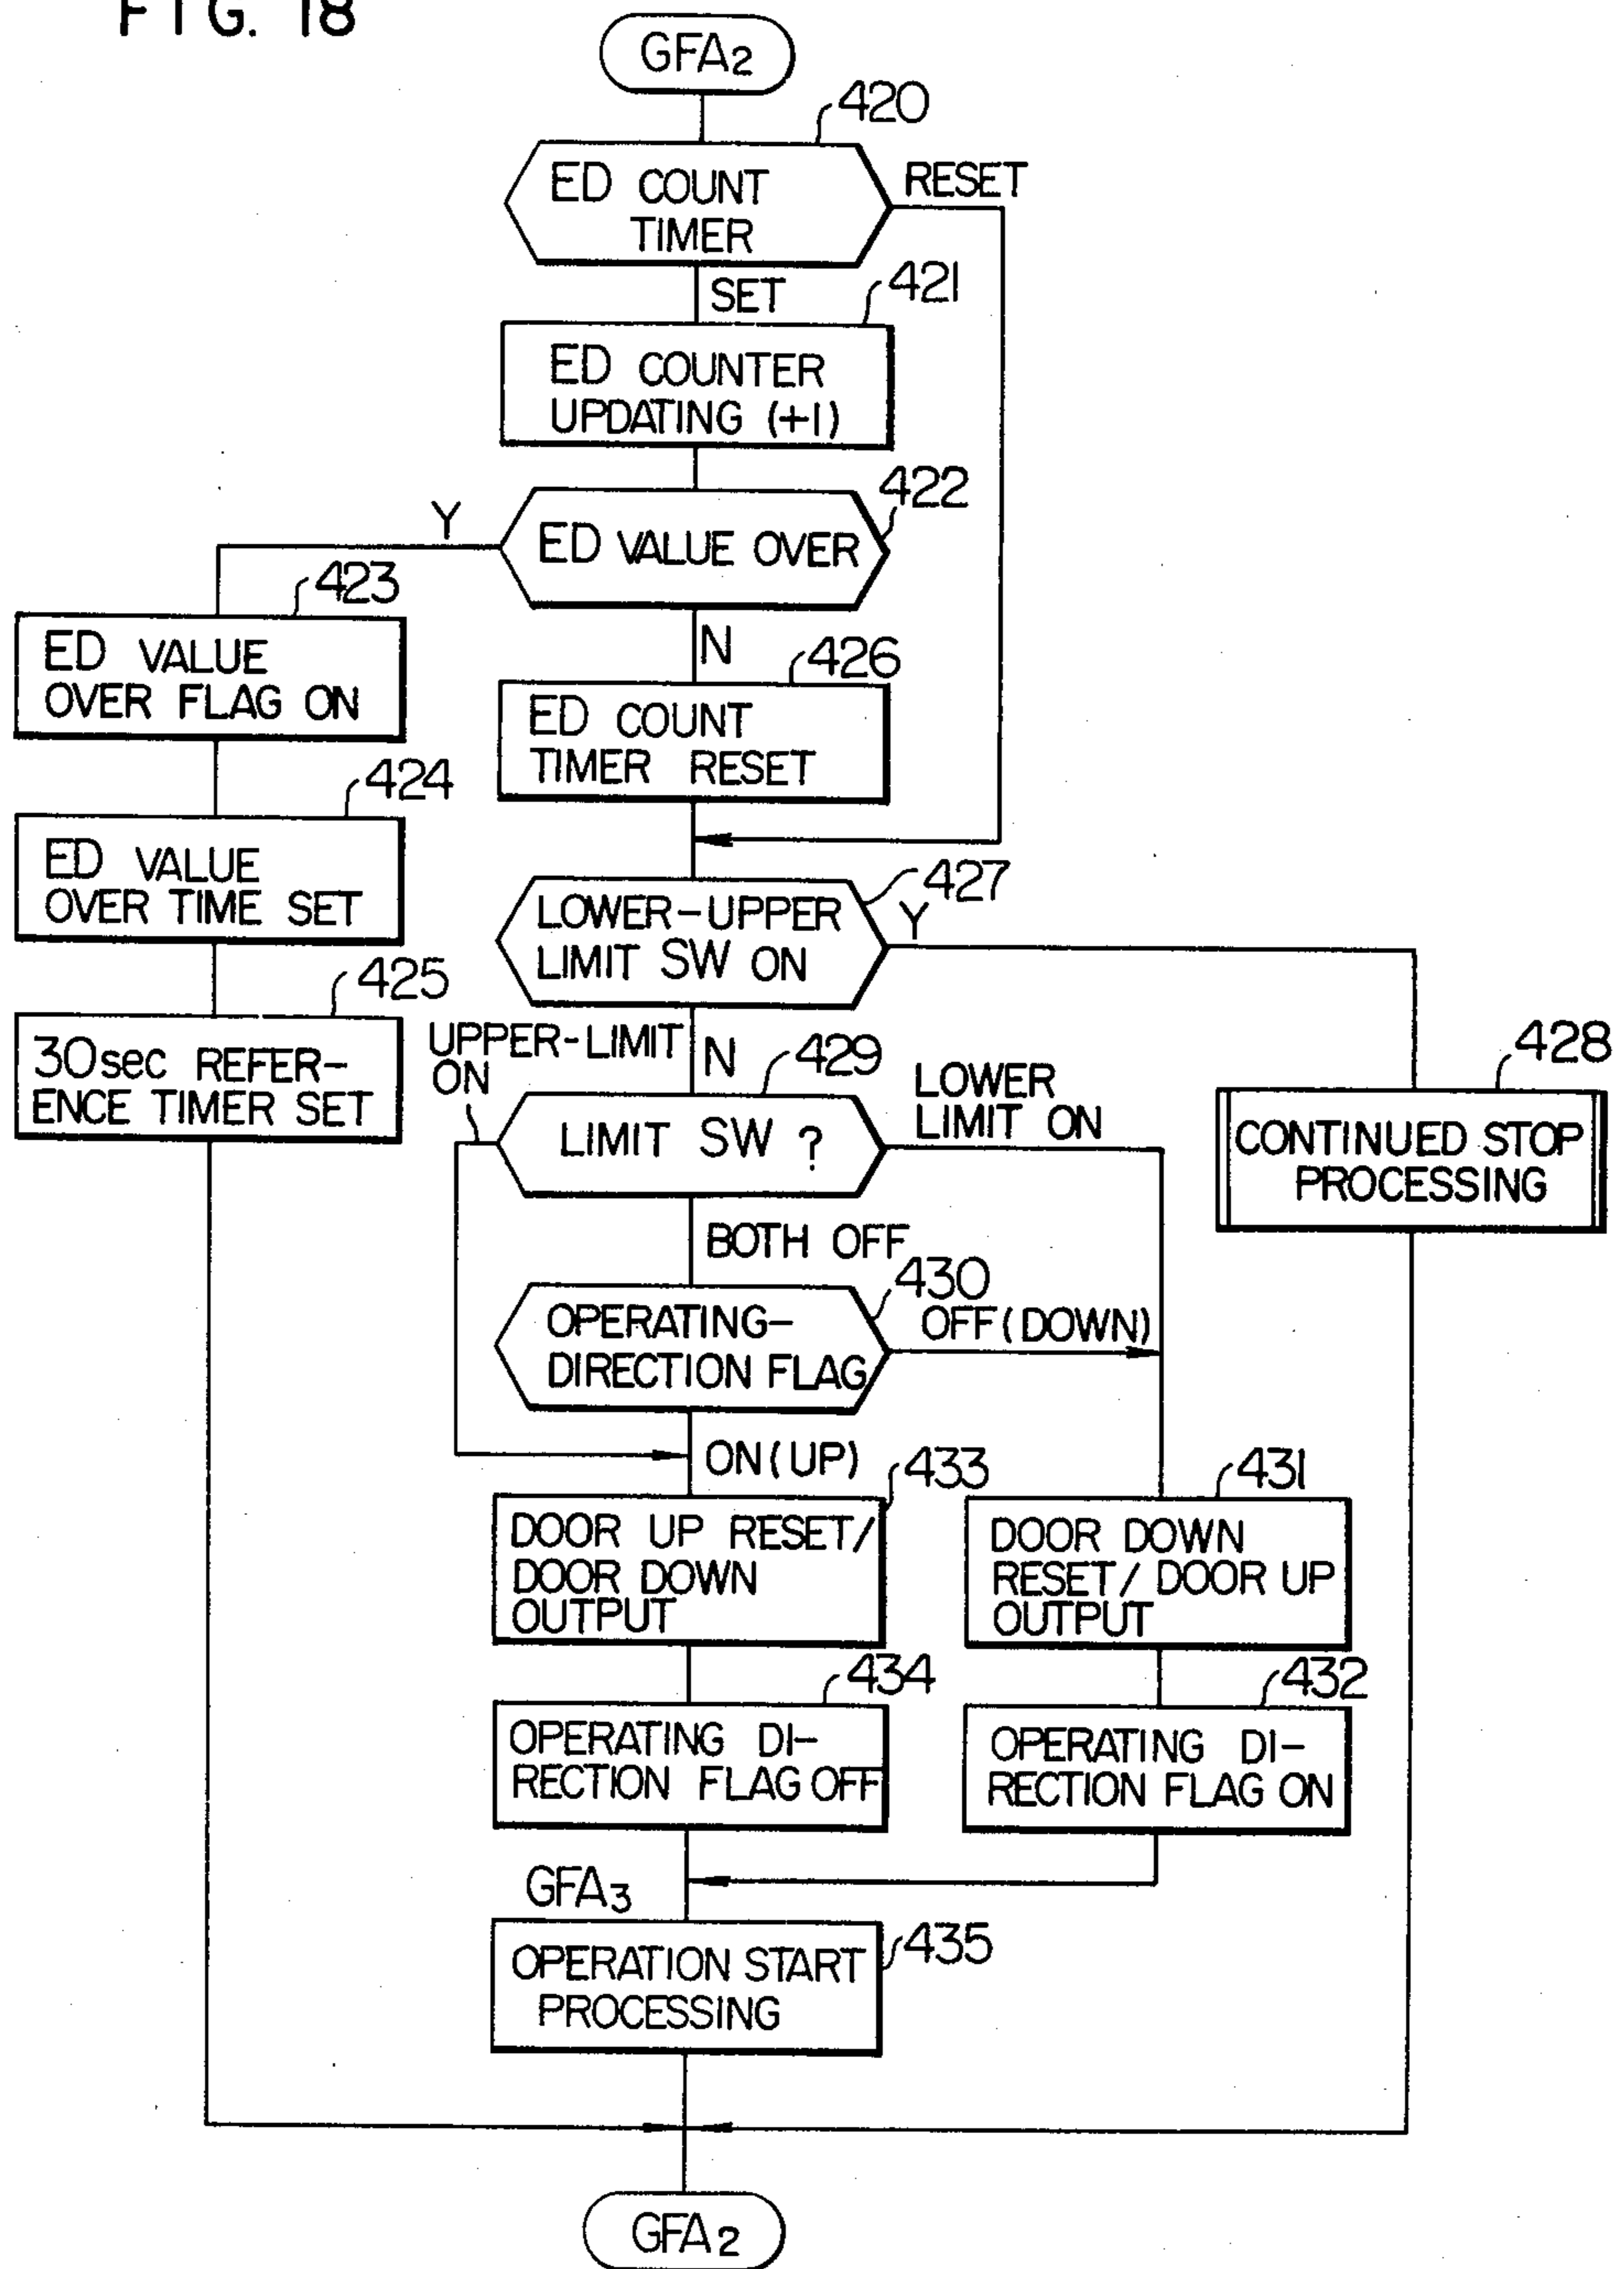 FIG. 18
GFA2
420
ED COUNT
TIMER
RESET
SET
421
ED COUNTER
UPDATING (+1)
422
ED VALUE OVER
Y
423
ED VALUE
OVER FLAG ON
N
426
ED COUNT
TIMER RESET
424
ED VALUE
OVER TIME SET
427
LOWER-UPPER
LIMIT SW ON
Y
425
30sec REFER-
ENCE TIMER SET
UPPER-LIMIT
ON
N
429
LIMIT SW ?
LOWER
LIMIT ON
428
CONTINUED STOP
PROCESSING
BOTH OFF
430
OPERATING-
DIRECTION FLAG
OFF (DOWN)
ON (UP)
433
DOOR UP RESET/
DOOR DOWN
OUTPUT
431
DOOR DOWN
RESET/DOOR UP
OUTPUT
434
OPERATING DI-
RECTION FLAG OFF
432
OPERATING DI-
RECTION FLAG ON
GFA3
435
OPERATION START
PROCESSING
GFA2